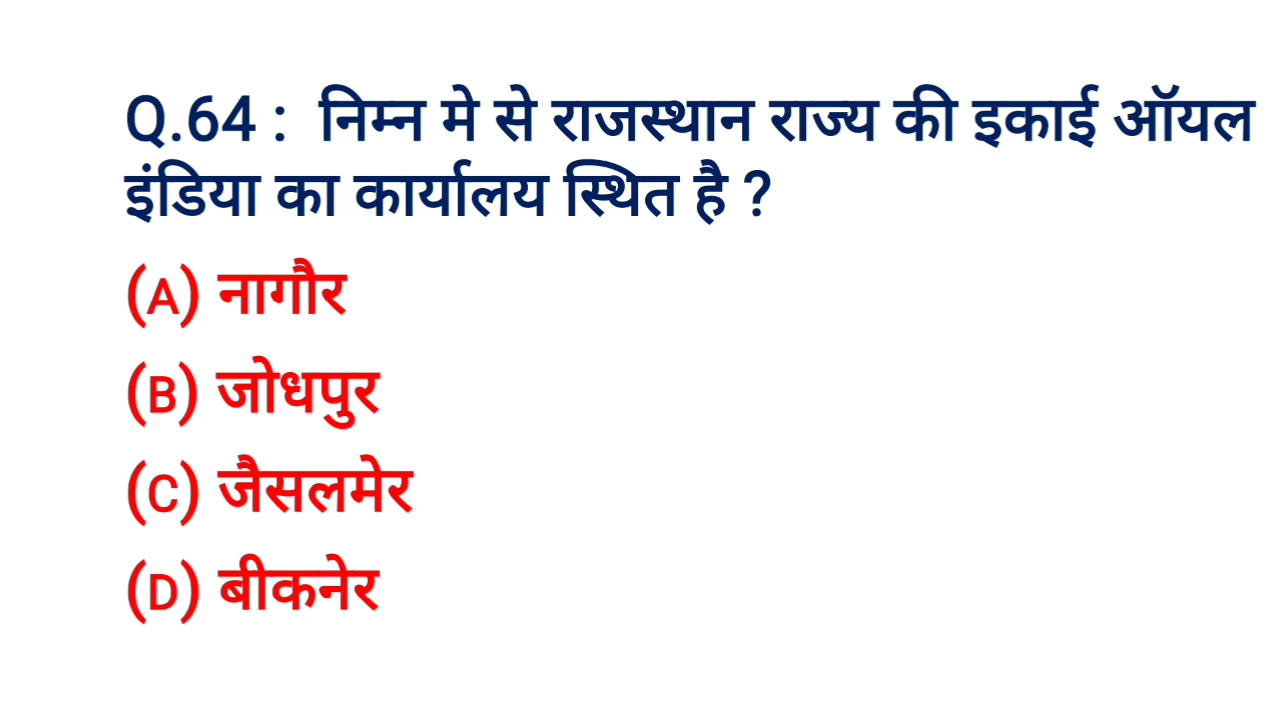 Q.64 : निम्न मे से राजस्थान राज्य की इकाई ऑयल
इंडिया का कार्यालय स्थित है ?
(A) नागौर
(B) जोधपुर
(C) जैसलमेर
(D) बीकनेर